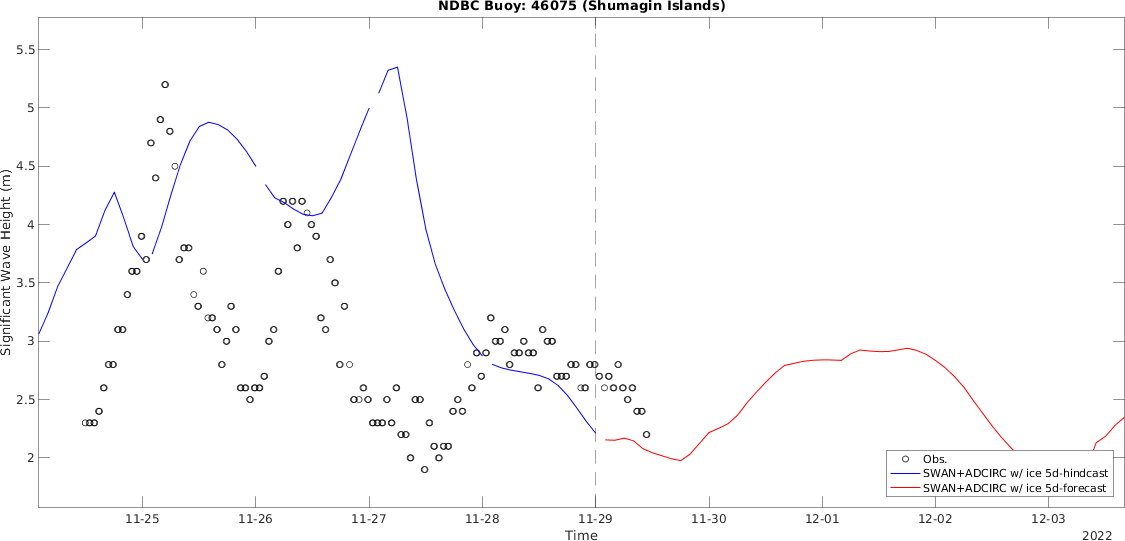 NDBC Buoy: 46075 (Shumagin Islands)
Significant Wave Height (m)
5.5
5
4.5
4
3.5
3
2.5
2
Obs.
SWAN+ADCIRC w/ ice 5d-hindcast
SWAN+ADCIRC w/ ice 5d-forecast
11-25 11-26 11-27 11-28 11-29 11-30 12-01 12-02 12-03
Time
2022